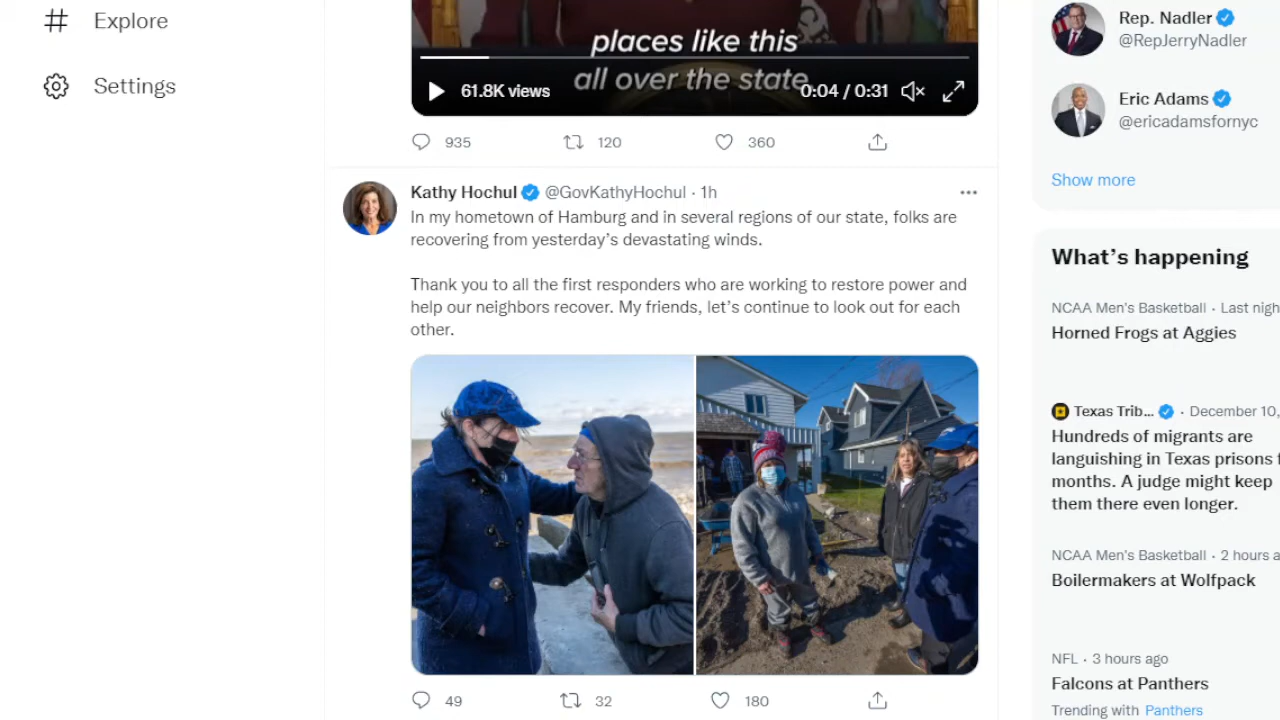 Explore
Settings
places like this
all over the state
61.8K views
0:04 / 0:31
935
120
360
Kathy Hochul @GovKathyHochul · 1h
In my hometown of Hamburg and in several regions of our state, folks are
recovering from yesterday's devastating winds.
Thank you to all the first responders who are working to restore power and
help our neighbors recover. My friends, let's continue to look out for each
other.
49
32
180
Rep. Nadler
@RepJerryNadler
Eric Adams
@ericadamsfornyc
Show more
What's happening
NCAA Men's Basketball · Last nigh
Horned Frogs at Aggies
Texas Trib... · December 10,
Hundreds of migrants are
languishing in Texas prisons f
months. A judge might keep
them there even longer.
NCAA Men's Basketball · 2 hours a
Boilermakers at Wolfpack
NFL · 3 hours ago
Falcons at Panthers
Trending with Panthers